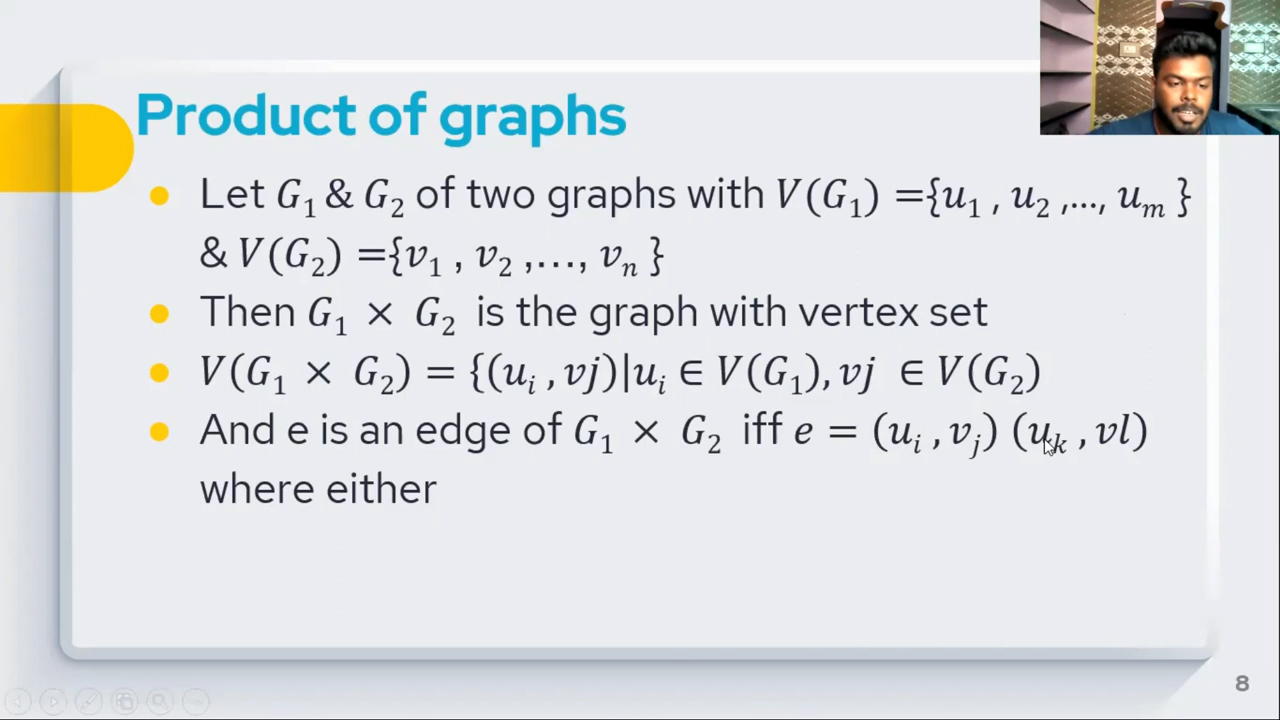 Product of graphs
Let G₁ & G₂ of two graphs with V(G₁) ={u₁ , u₂ ,..., uₘ }
& V(G₂) ={v₁ , v₂ ,..., vₙ }
Then G₁ × G₂ is the graph with vertex set
V(G₁ × G₂) = {(uᵢ , vj)|uᵢ ∈ V(G₁), vj ∈ V(G₂)
And e is an edge of G₁ × G₂ iff e = (uᵢ , vⱼ) (uₖ , vl)
where either
8